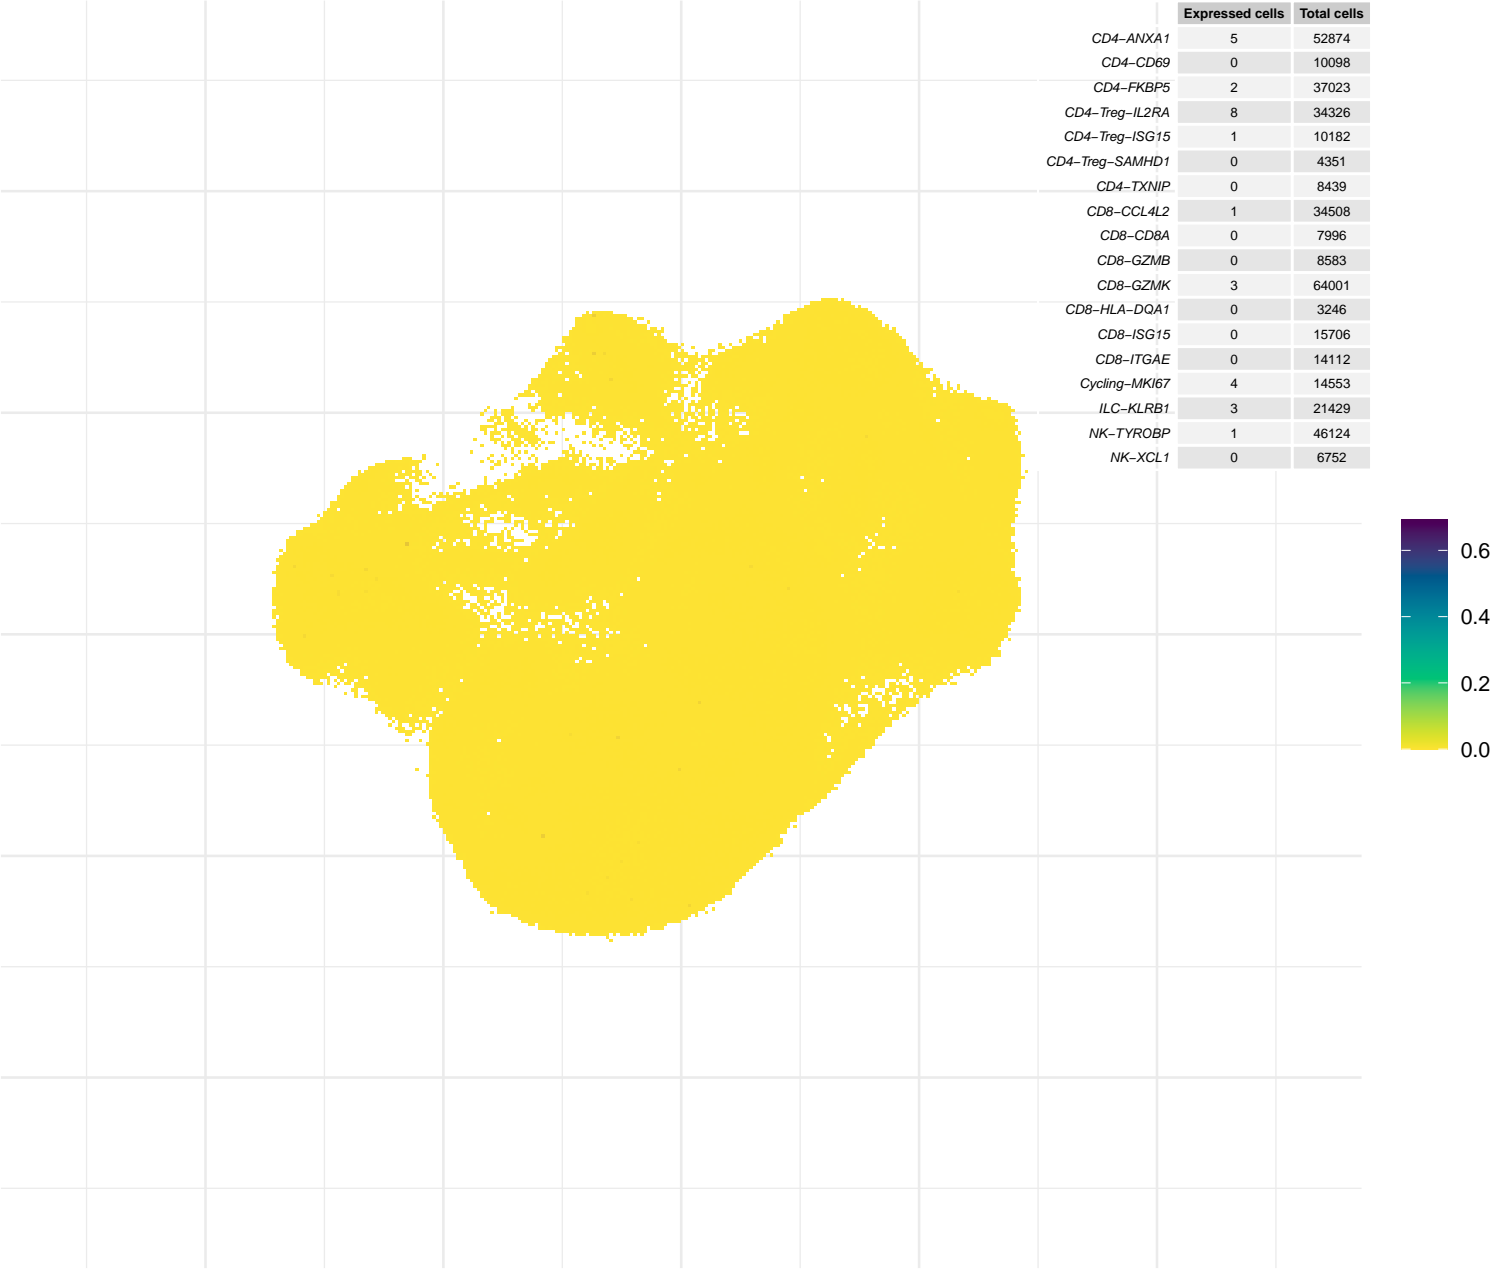 Expressed cells Total cells
CD4−ANXA1 5 52874
CD4−CD69 0 10098
CD4−FKBP5 2 37023
CD4−Treg−IL2RA 8 34326
CD4−Treg−ISG15 1 10182
CD4−Treg−SAMHD1 0 4351
CD4−TXNIP 0 8439
CD8−CCL4L2 1 34508
CD8−CD8A 0 7996
CD8−GZMB 0 8583
CD8−GZMK 3 64001
CD8−HLA−DQA1 0 3246
CD8−ISG15 0 15706
CD8−ITGAE 0 14112
Cycling−MKI67 4 14553
ILC−KLRB1 3 21429
NK−TYROBP 1 46124
NK−XCL1 0 6752
0.6
0.4
0.2
0.0